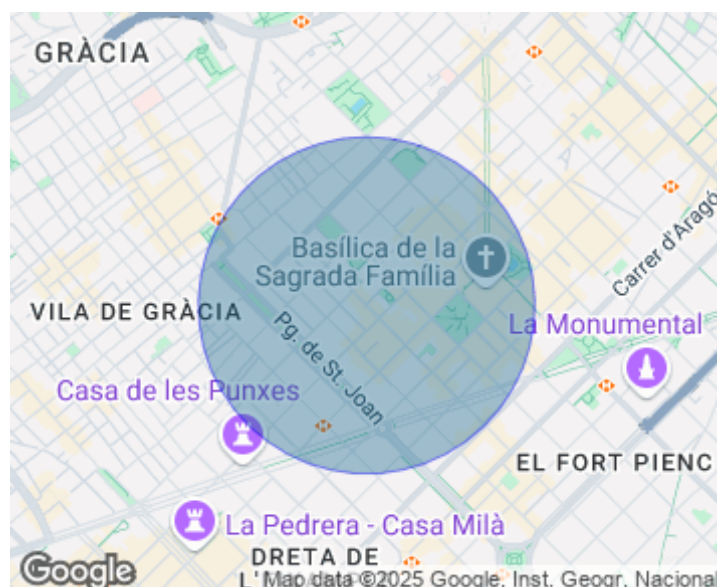 GRÀCIA
Basílica de la
Sagrada Família
Carrer d'Aragó
VILA DE GRÀCIA
Pg. de St. Joan
La Monumental
Casa de les Punxes
EL FORT PIENC
La Pedrera - Casa Milà
DRETA DE
L'
Google
Map data ©2025 Google, Inst. Geogr. Nacional